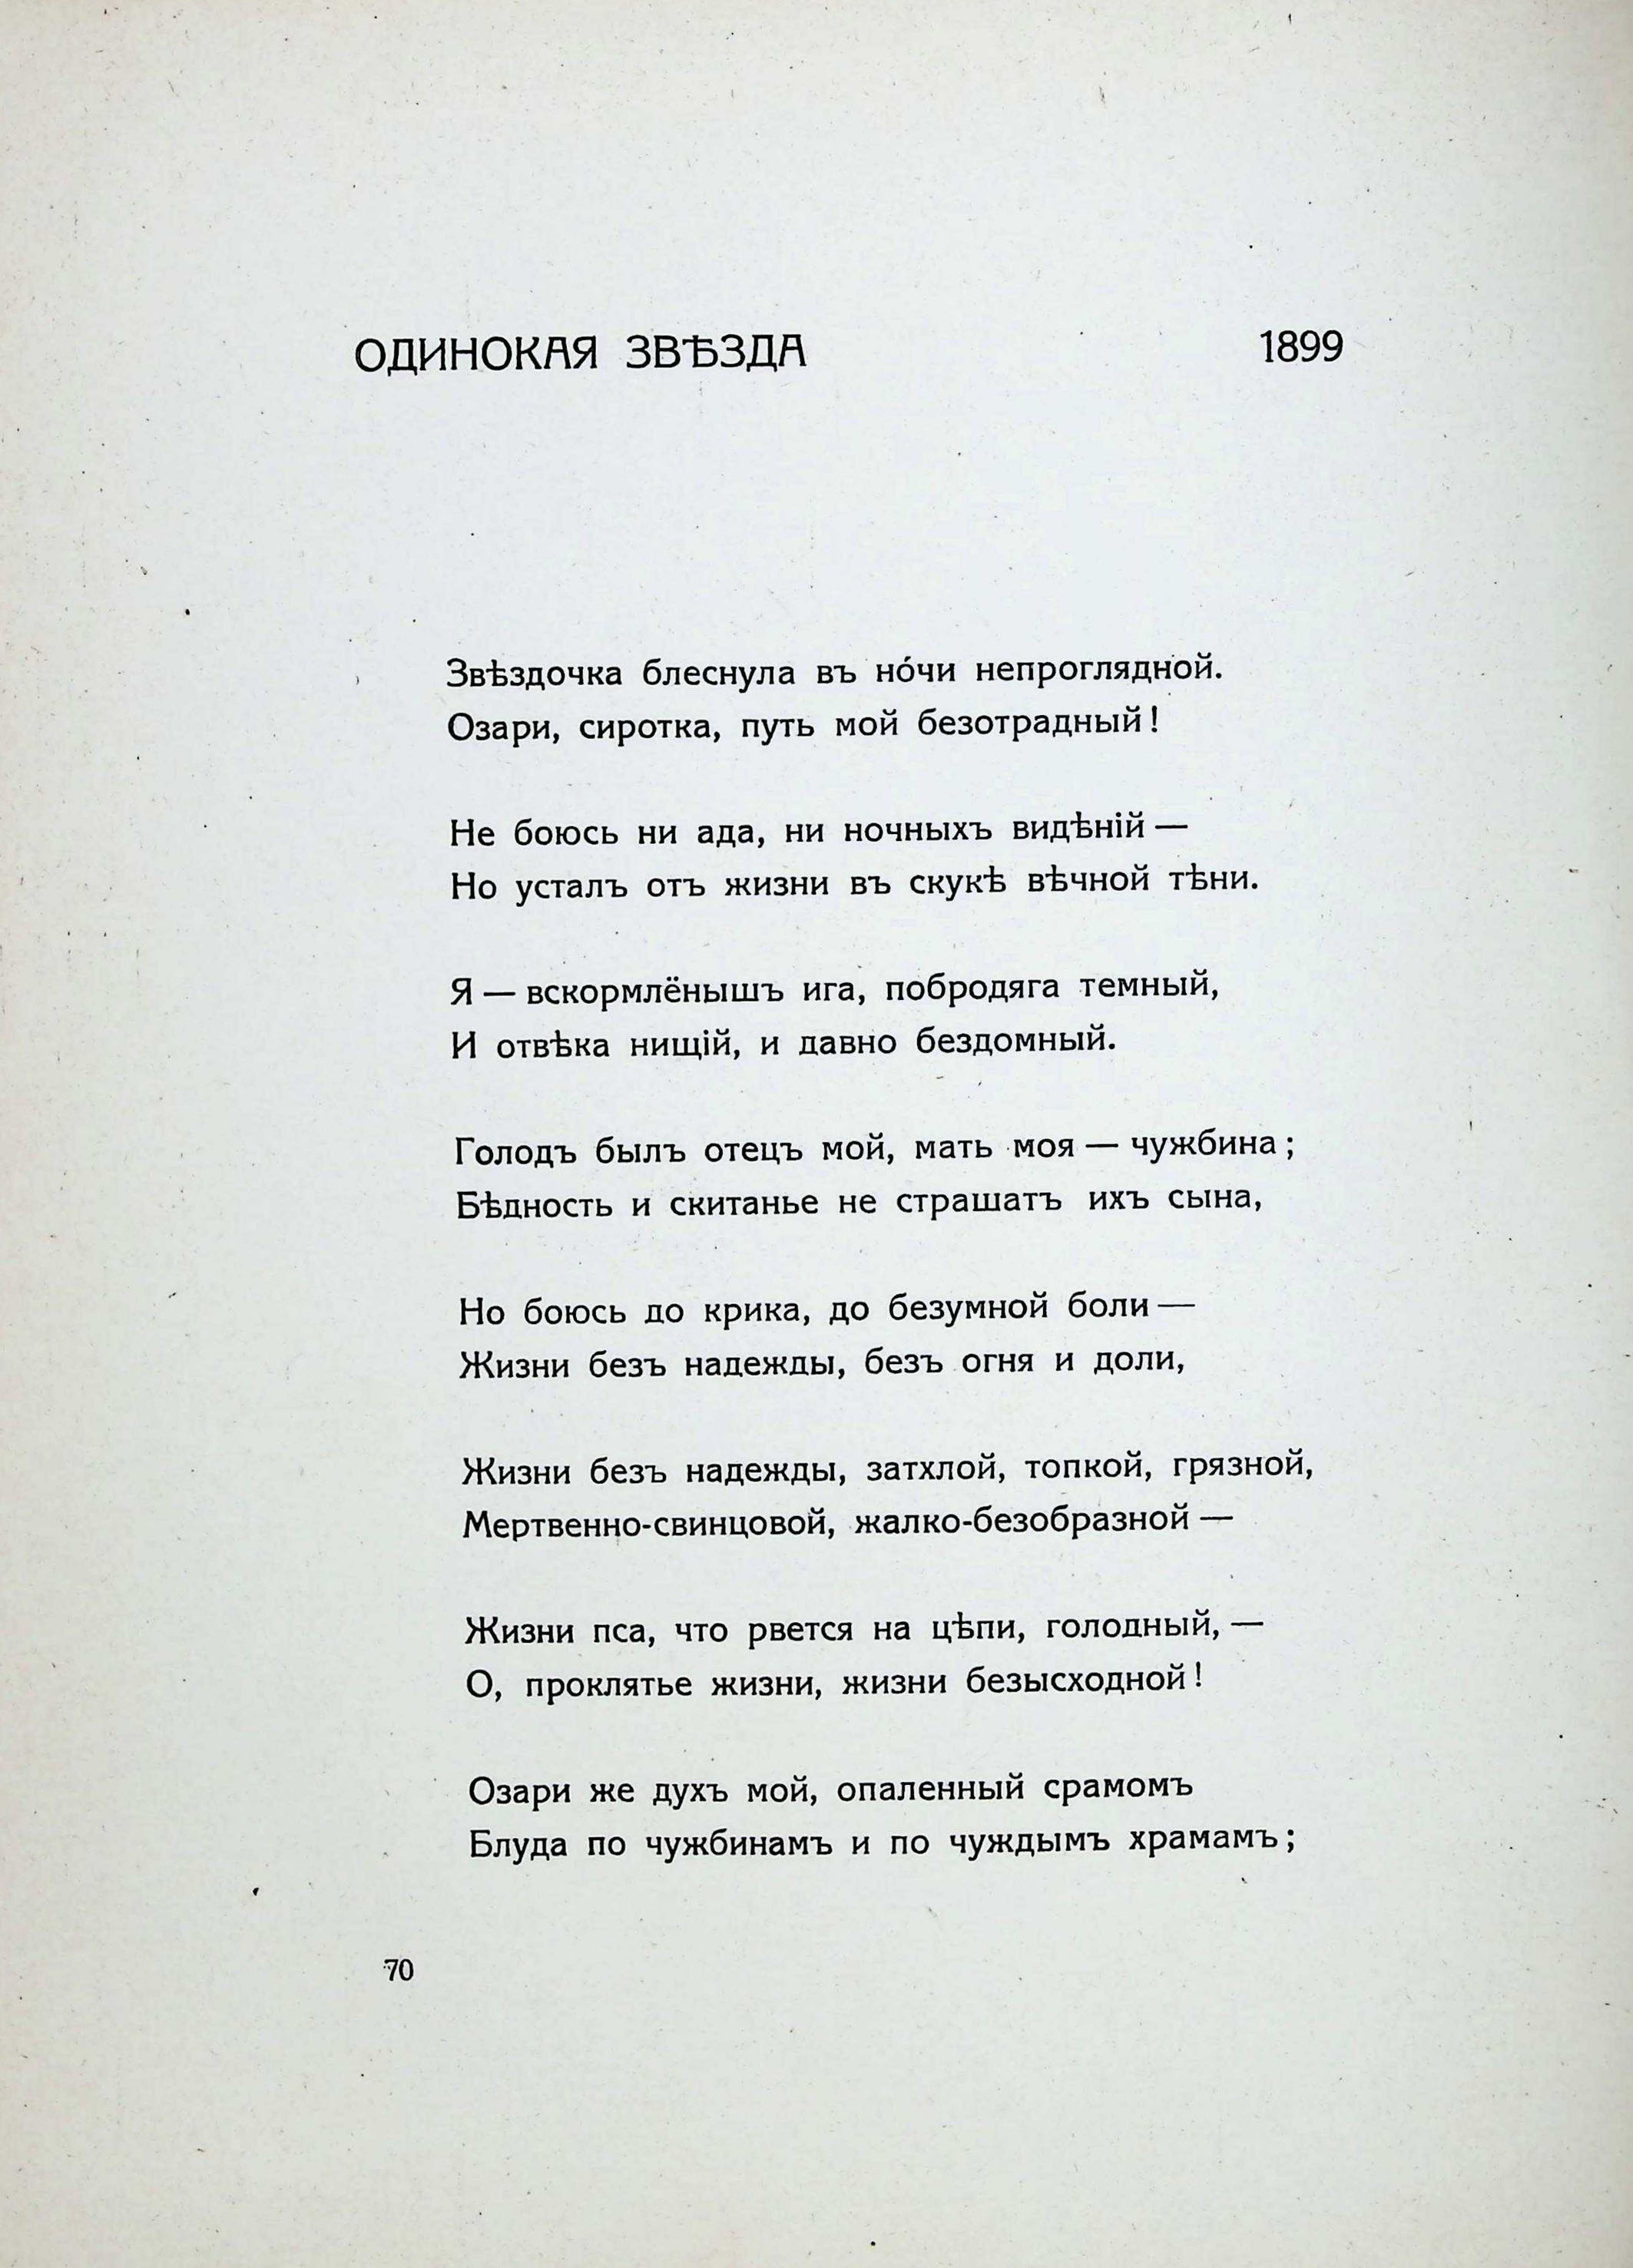 ОДИНОКАЯ ЗВѢЗДА 1899
Звѣздочка блеснула въ но́чи непроглядной.
Озари, сиротка, путь мой безотрадный!
Не боюсь ни ада, ни ночныхъ видѣній —
Но усталъ отъ жизни въ скукѣ вѣчной тѣни.
Я — вскормлёнышъ ига, побродяга темный,
И отвѣка нищій, и давно бездомный.
Голодъ былъ отецъ мой, мать моя — чужбина;
Бѣдность и скитанье не страшатъ ихъ сына,
Но боюсь до крика, до безумной боли —
Жизни безъ надежды, безъ огня и доли,
Жизни безъ надежды, затхлой, топкой, грязной,
Мертвенно-свинцовой, жалко-безобразной —
Жизни пса, что рвется на цѣпи, голодный, —
О, проклятье жизни, жизни безысходной!
Озари же духъ мой, опаленный срамомъ
Блуда по чужбинамъ и по чуждымъ храмамъ;
70